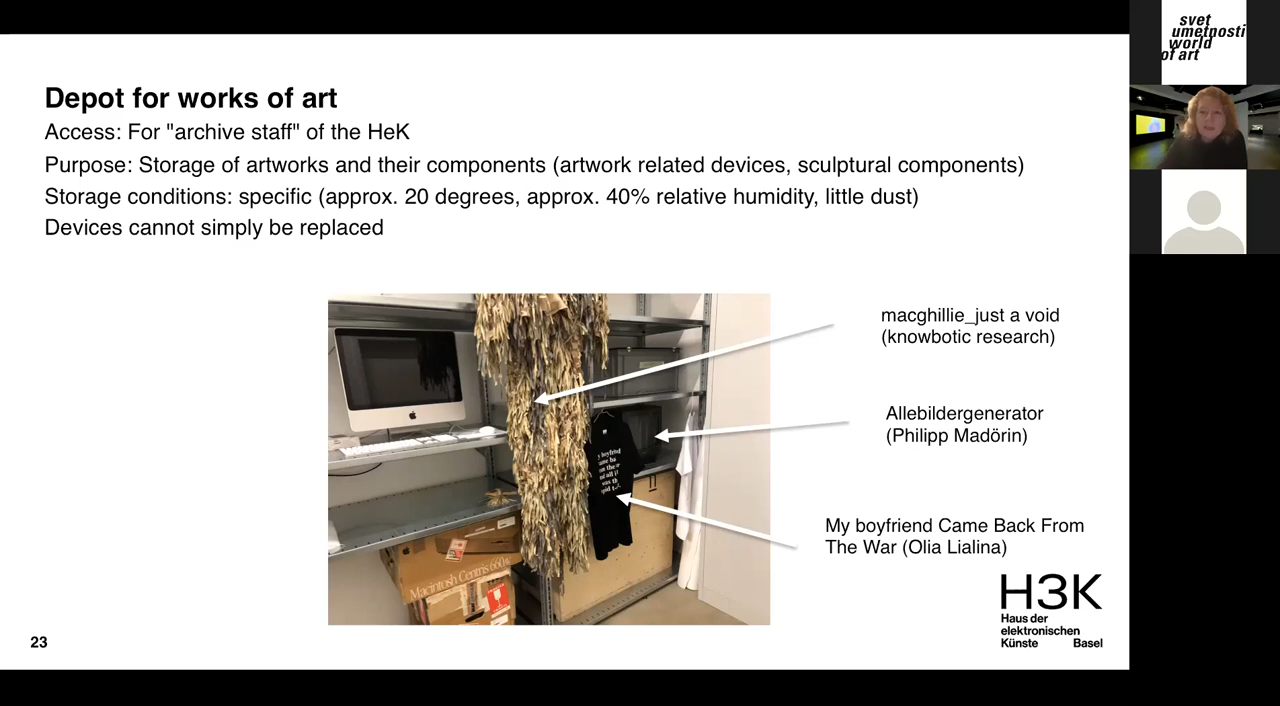 Depot for works of art
Access: For "archive staff" of the HeK
Purpose: Storage of artworks and their components (artwork related devices, sculptural components)
Storage conditions: specific (approx. 20 degrees, approx. 40% relative humidity, little dust)
Devices cannot simply be replaced
macghillie_just a void
(knowbotic research)
Allebildergenerator
(Philipp Madörin)
My boyfriend Came Back From
The War (Olia Lialina)
Macintosh Centris
H3K
Haus der
elektronischen
Künste Basel
23
svet
umetnosti
world
of art